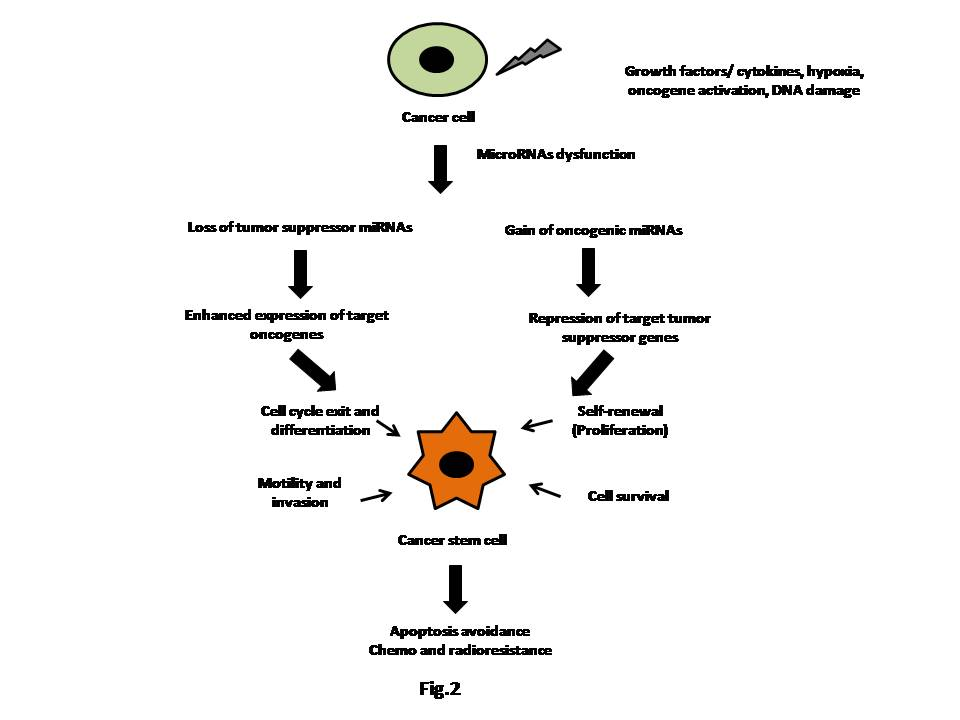 Growth factors/ cytokines, hypoxia,
oncogene activation, DNA damage
Cancer cell
MicroRNAs dysfunction
Loss of tumor suppressor miRNAs
Gain of oncogenic miRNAs
Enhanced expression of target
oncogenes
Repression of target tumor
suppressor genes
Cell cycle exit and
differentiation
Self-renewal
(Proliferation)
Motility and
invasion
Cell survival
Cancer stem cell
Apoptosis avoidance
Chemo and radioresistance
Fig.2